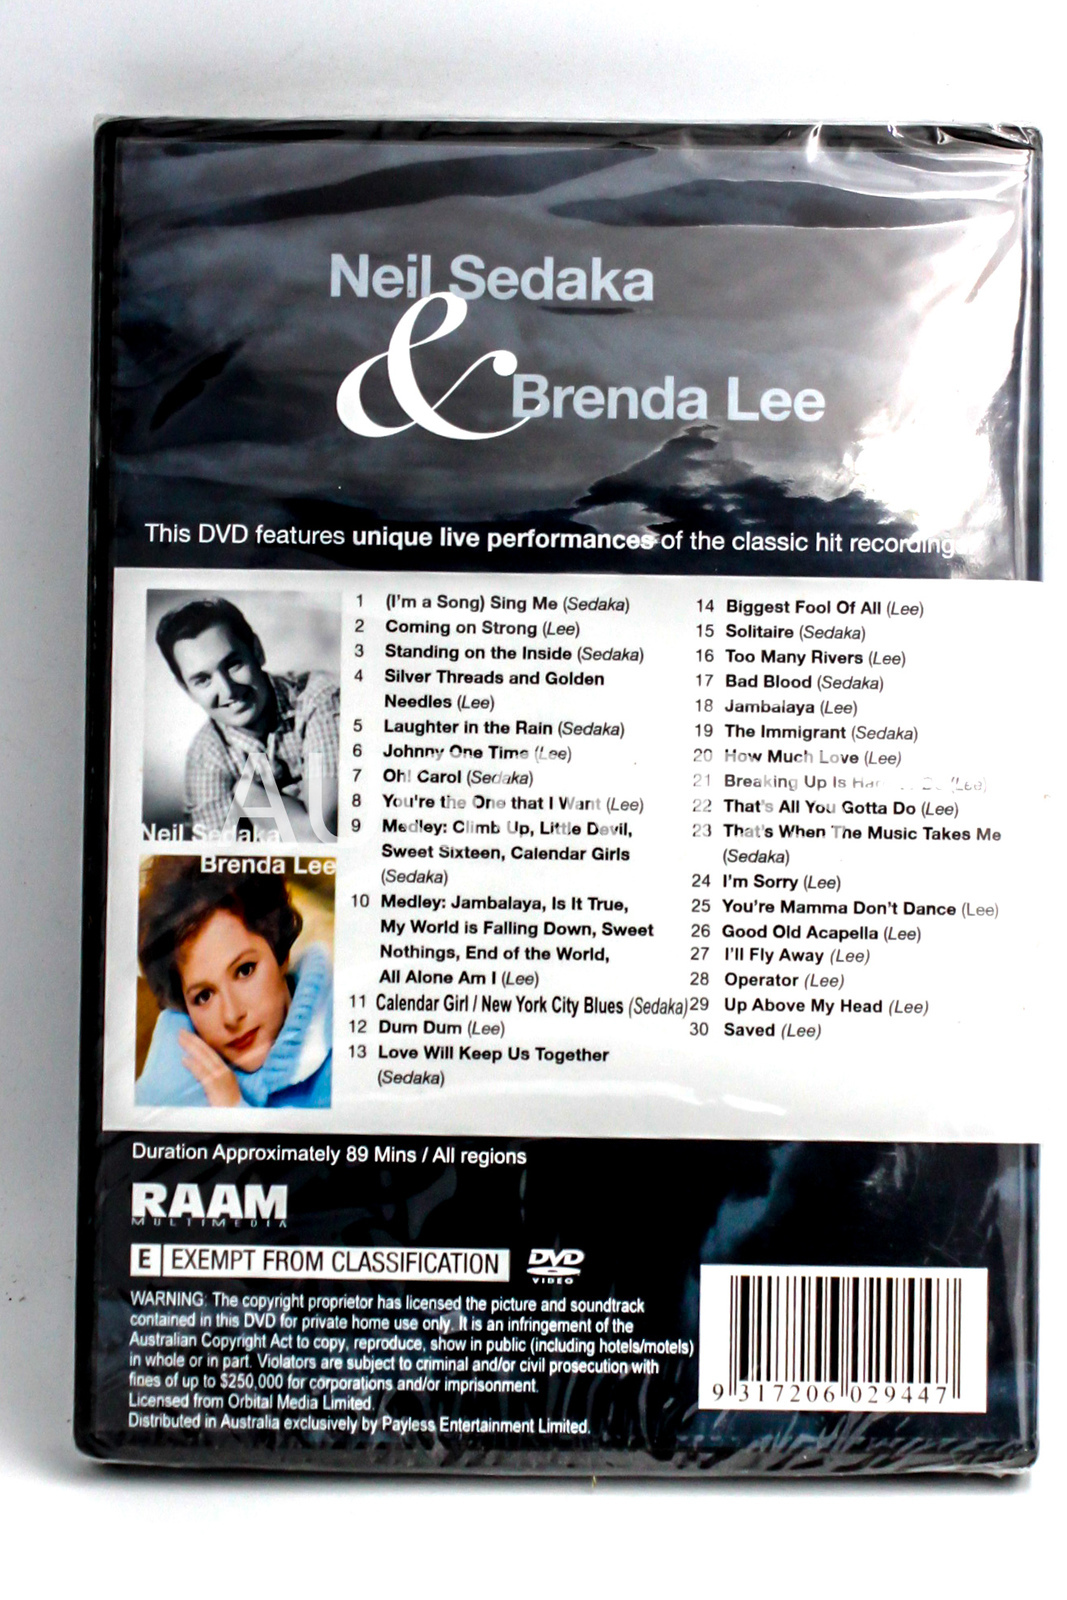 Neil Sedaka
&
Brenda Lee
This DVD features unique live performances of the classic hit recording
Neil Sedaka
Brenda Lee
1 (I'm a Song) Sing Me (Sedaka)
2 Coming on Strong (Lee)
3 Standing on the Inside (Sedaka)
4 Silver Threads and Golden
Needles (Lee)
5 Laughter in the Rain (Sedaka)
6 Johnny One Time (Lee)
7 Oh! Carol (Sedaka)
8 You're the One that I Want (Lee)
9 Medley: Climb Up, Little Devil,
Sweet Sixteen, Calendar Girls
(Sedaka)
10 Medley: Jambalaya, Is It True,
My World is Falling Down, Sweet
Nothings, End of the World,
All Alone Am I (Lee)
11 Calendar Girl / New York City Blues (Sedaka)
12 Dum Dum (Lee)
13 Love Will Keep Us Together
(Sedaka)
14 Biggest Fool Of All (Lee)
15 Solitaire (Sedaka)
16 Too Many Rivers (Lee)
17 Bad Blood (Sedaka)
18 Jambalaya (Lee)
19 The Immigrant (Sedaka)
20 How Much Love (Lee)
21 Breaking Up Is (Lee)
22 That's All You Gotta Do (Lee)
23 That's When The Music Takes Me
(Sedaka)
24 I'm Sorry (Lee)
25 You're Mamma Don't Dance (Lee)
26 Good Old Acapella (Lee)
27 I'll Fly Away (Lee)
28 Operator (Lee)
29 Up Above My Head (Lee)
30 Saved (Lee)
Duration Approximately 89 Mins / All regions
RAAM
MULTIMEDIA
E EXEMPT FROM CLASSIFICATION
DVD
VIDEO
WARNING: The copyright proprietor has licensed the picture and soundtrack
contained in this DVD for private home use only. It is an infringement of the
Australian Copyright Act to copy, reproduce, show in public (including hotels/motels)
in whole or in part. Violators are subject to criminal and/or civil prosecution with
fines of up to $250,000 for corporations and/or imprisonment.
Licensed from Orbital Media Limited.
Distributed in Australia exclusively by Payless Entertainment Limited.
9 317206 029447